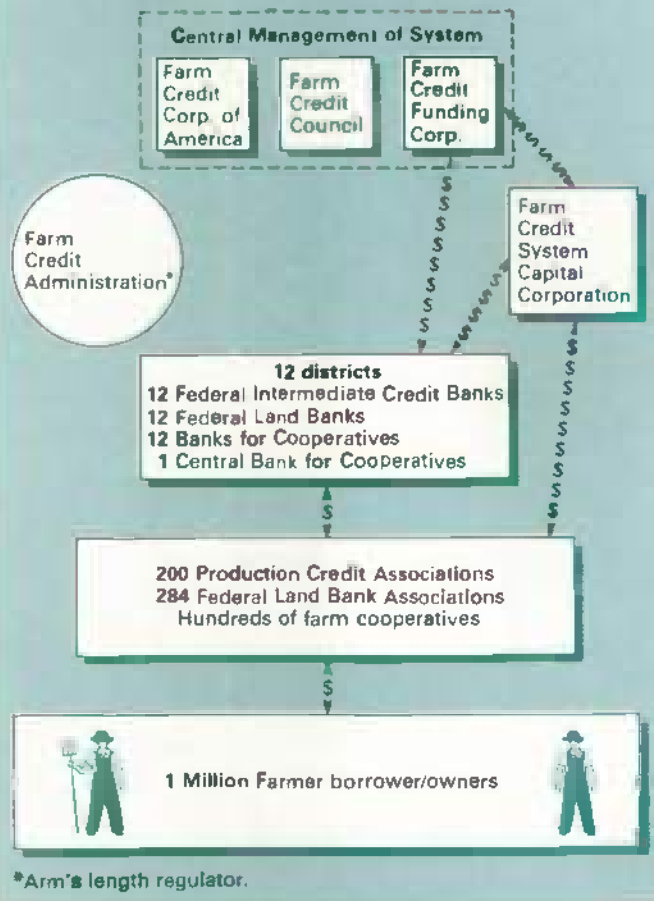 Central Management of System
Farm
Credit
Corp. of
America
Farm
Credit
Council
Farm
Credit
Funding
Corp.
Farm
Credit
Administration*
Farm
Credit
System
Capital
Corporation
12 districts
12 Federal Intermediate Credit Banks
12 Federal Land Banks
12 Banks for Cooperatives
1 Central Bank for Cooperatives
200 Production Credit Associations
284 Federal Land Bank Associations
Hundreds of farm cooperatives
1 Million Farmer borrower/owners
*Arm's length regulator.